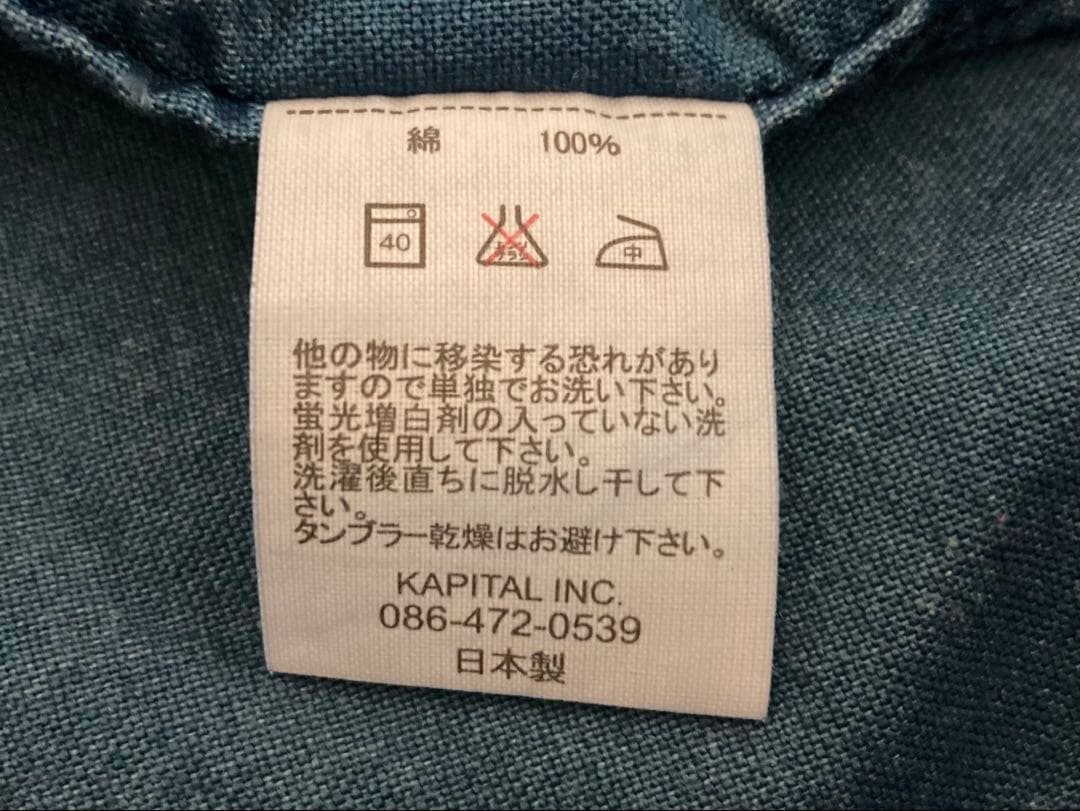 綿 100%
40 中
他の物に移染する恐れがあり
ますので単独でお洗い下さい。
蛍光増白剤の入っていない洗
剤を使用して下さい。
洗濯後直ちに脱水し干して下
さい。
タンブラー乾燥はお避け下さい。
KAPITAL INC.
086-472-0539
日本製